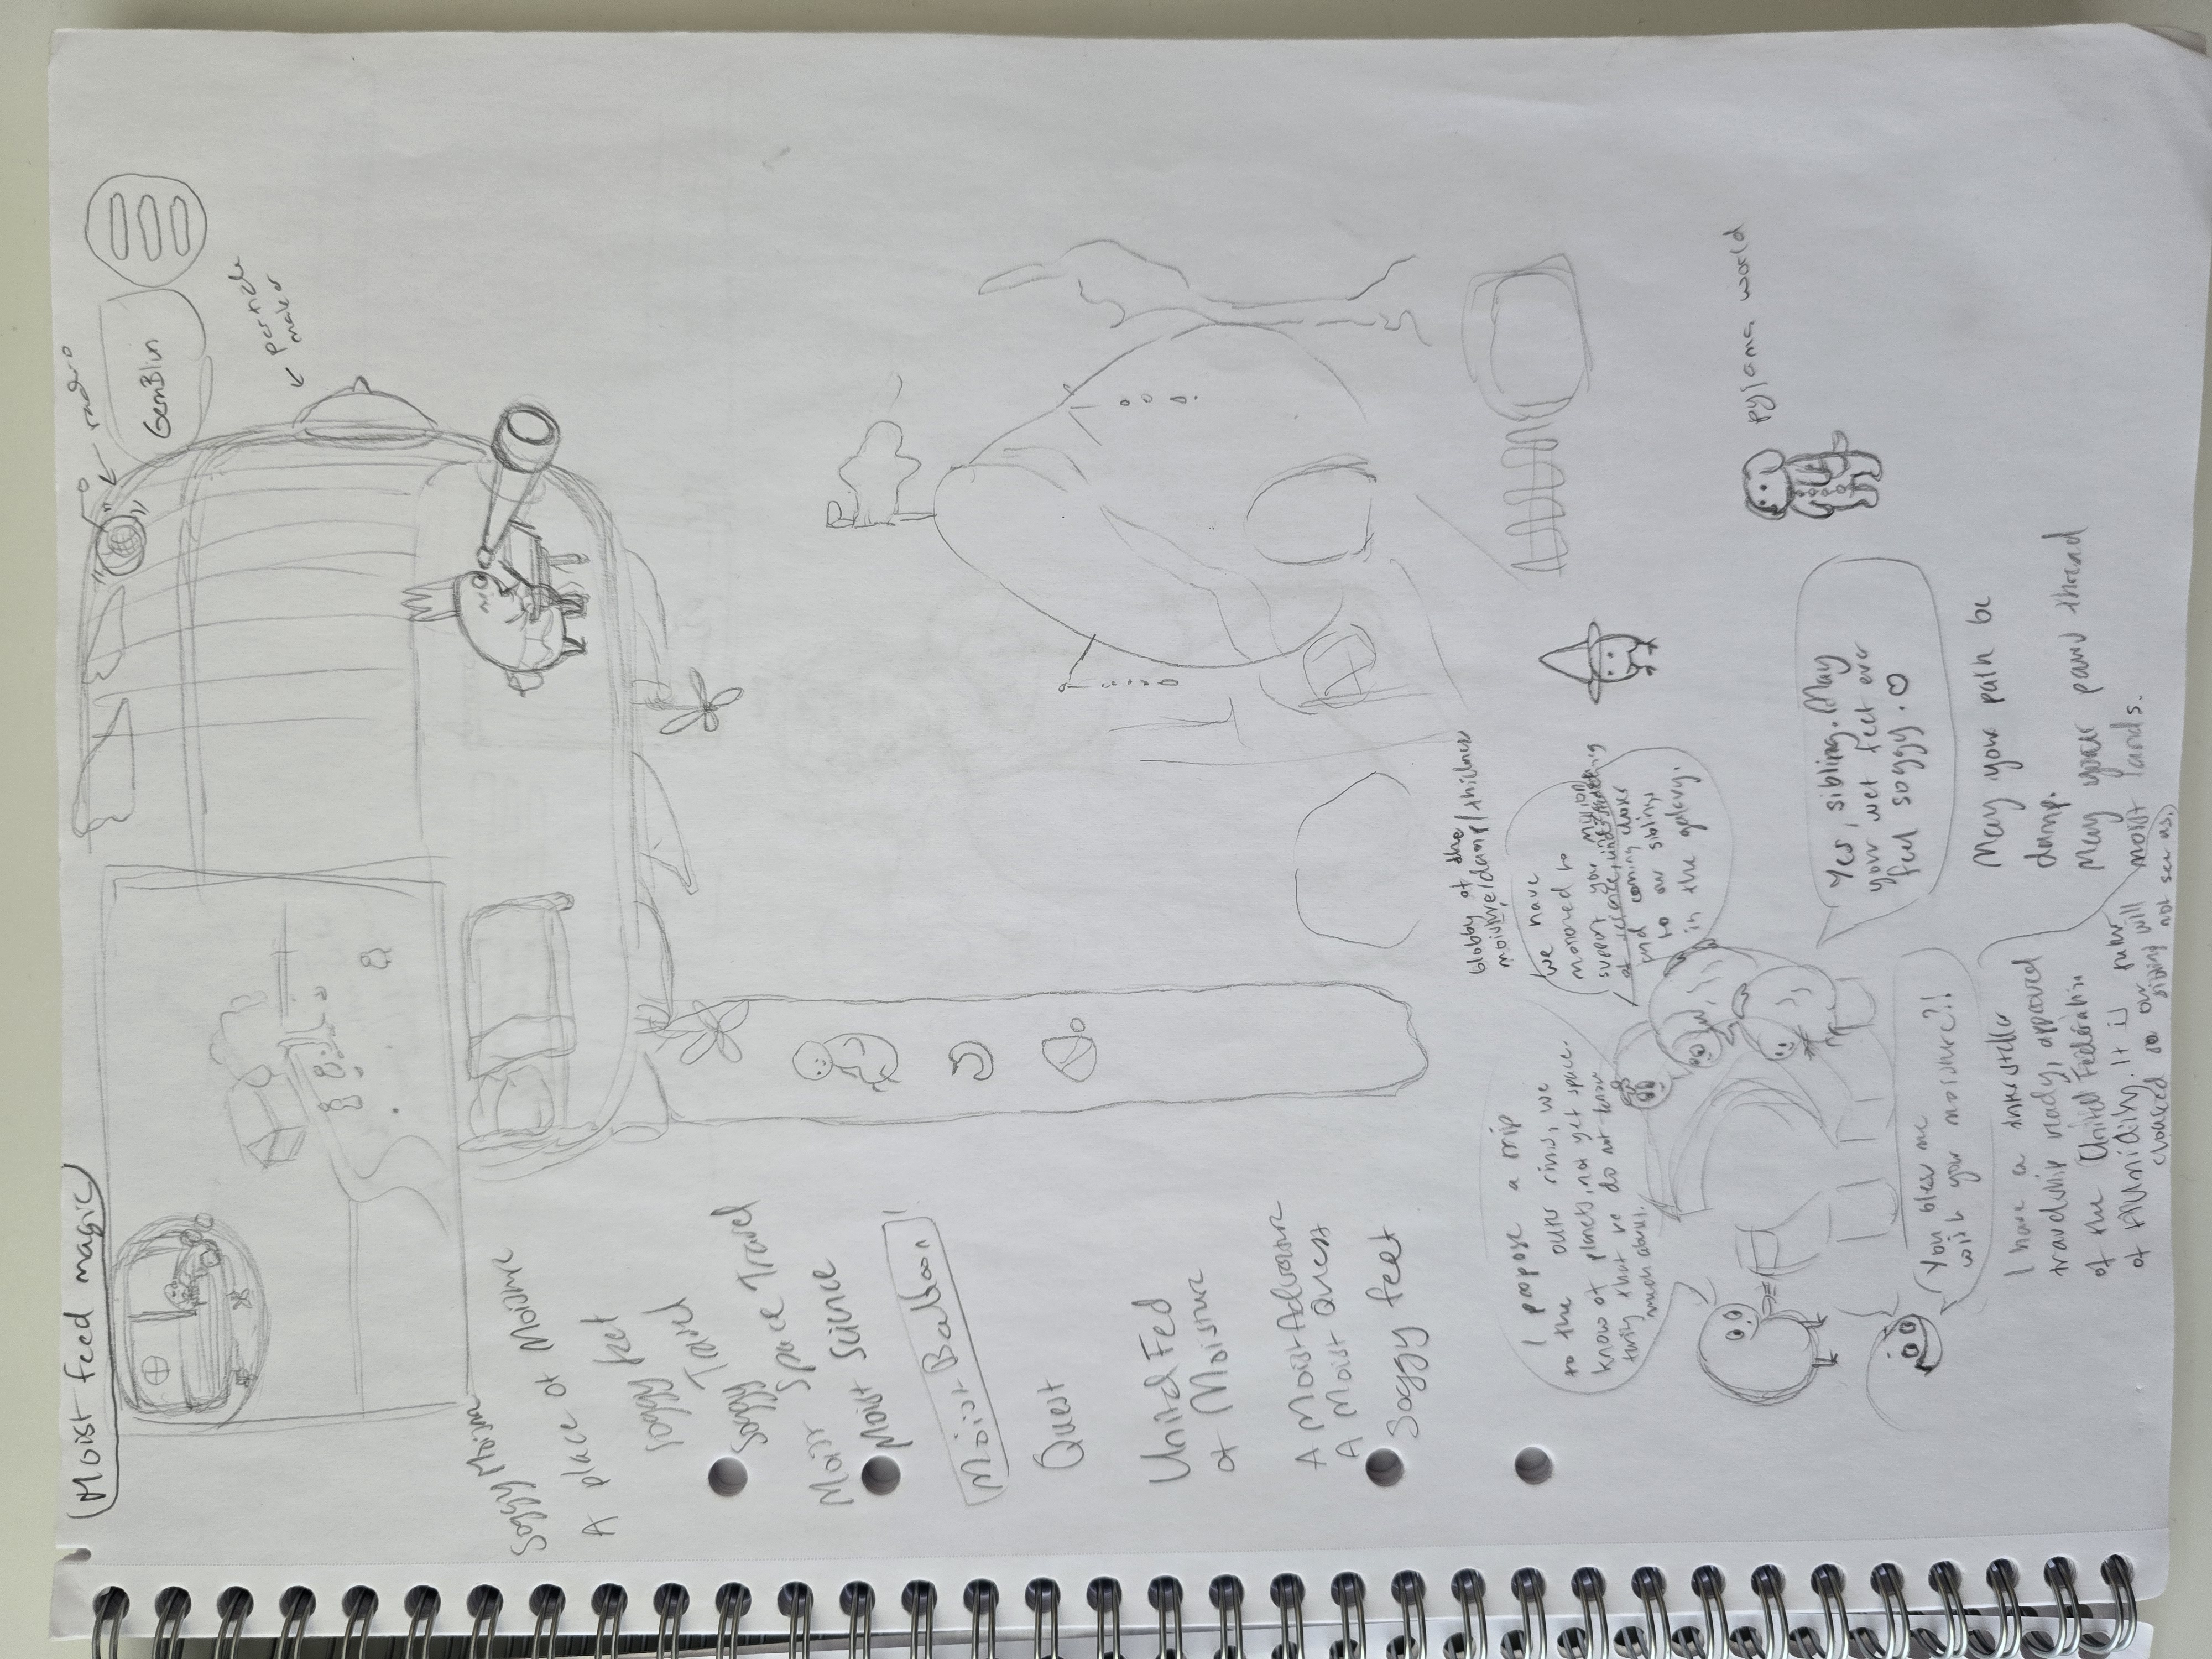 Moist feed magic
radio
GemBlin
particle
maker
Soggy Moisture
A place of Moisture
Soggy feet
Soggy Travel
Moist Space Travel
Moist Science
Moist Balloon!
Quest
United Fed
of Moisture
A Moist Adventure
A Moist Quest
Soggy feet
blobby of the
moisture/damp/thickness
I propose a trip
to the outer rims, we
know of planets, not yet space.
that we do not know
much about.
We have
motioned to
support your mission
of science, understanding
and coming closer
to our siblings
in the galaxy.
pyjama world
Yes, sibling. May
your wet feet ever
feel soggy. ♡
You bless me
with your moisture?!
I have a interstellar
travelship ready, approved
of the United Federation
of Humidity. It is
cloaked so our sibling will
not see us.
May your path be
damp.
May your paws thread
moist lands.